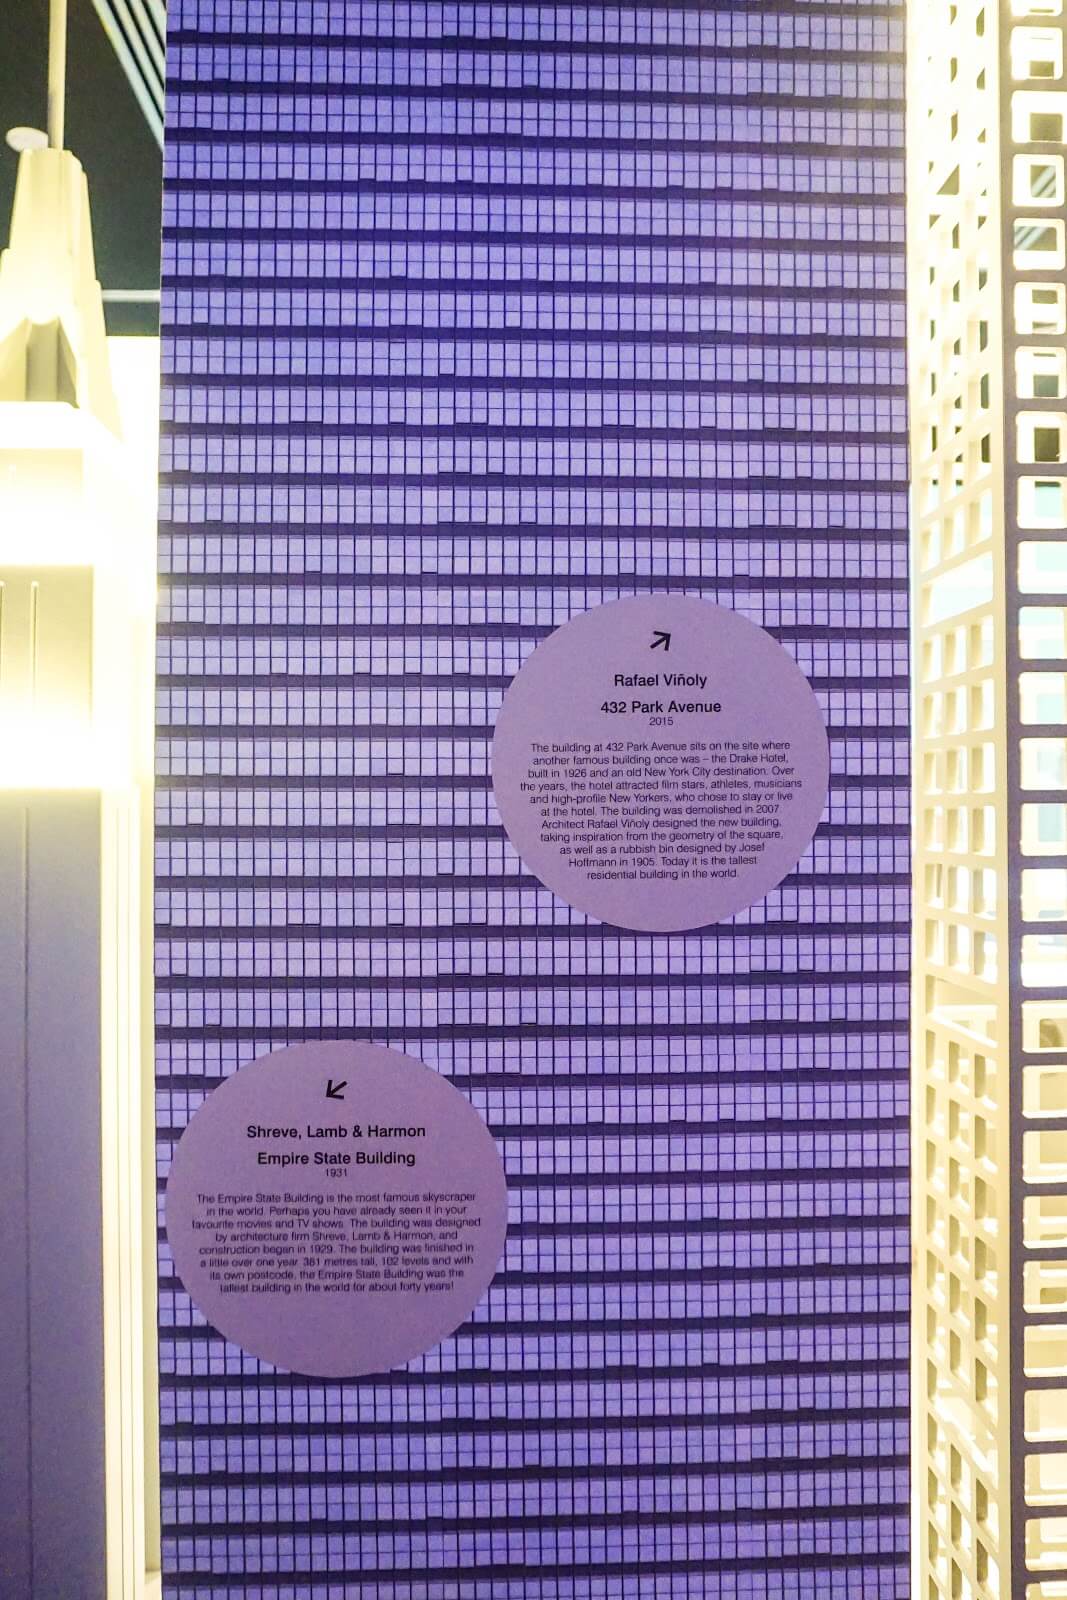 Rafael Viñoly
432 Park Avenue
2015
The building at 432 Park Avenue sits on the site where
another famous building once was – the Drake Hotel,
built in 1926 and an old New York City destination. Over
the years, the hotel attracted film stars, athletes, musicians
and high-profile New Yorkers, who chose to stay or live
at the hotel. The building was demolished in 2007.
Architect Rafael Viñoly designed the new building,
taking inspiration from the geometry of the square,
as well as a rubbish bin designed by Josef
Hoffmann in 1905. Today it is the tallest
residential building in the world.
Shreve, Lamb & Harmon
Empire State Building
1931
The Empire State Building is the most famous skyscraper
in the world. Perhaps you have already seen it in your
favourite movies and TV shows. The building was designed
by architecture firm Shreve, Lamb & Harmon, and
construction began in 1929. The building was finished in
a little over one year. 381 metres tall, 102 levels and with
its own postcode, the Empire State Building was the
tallest building in the world for about forty years!